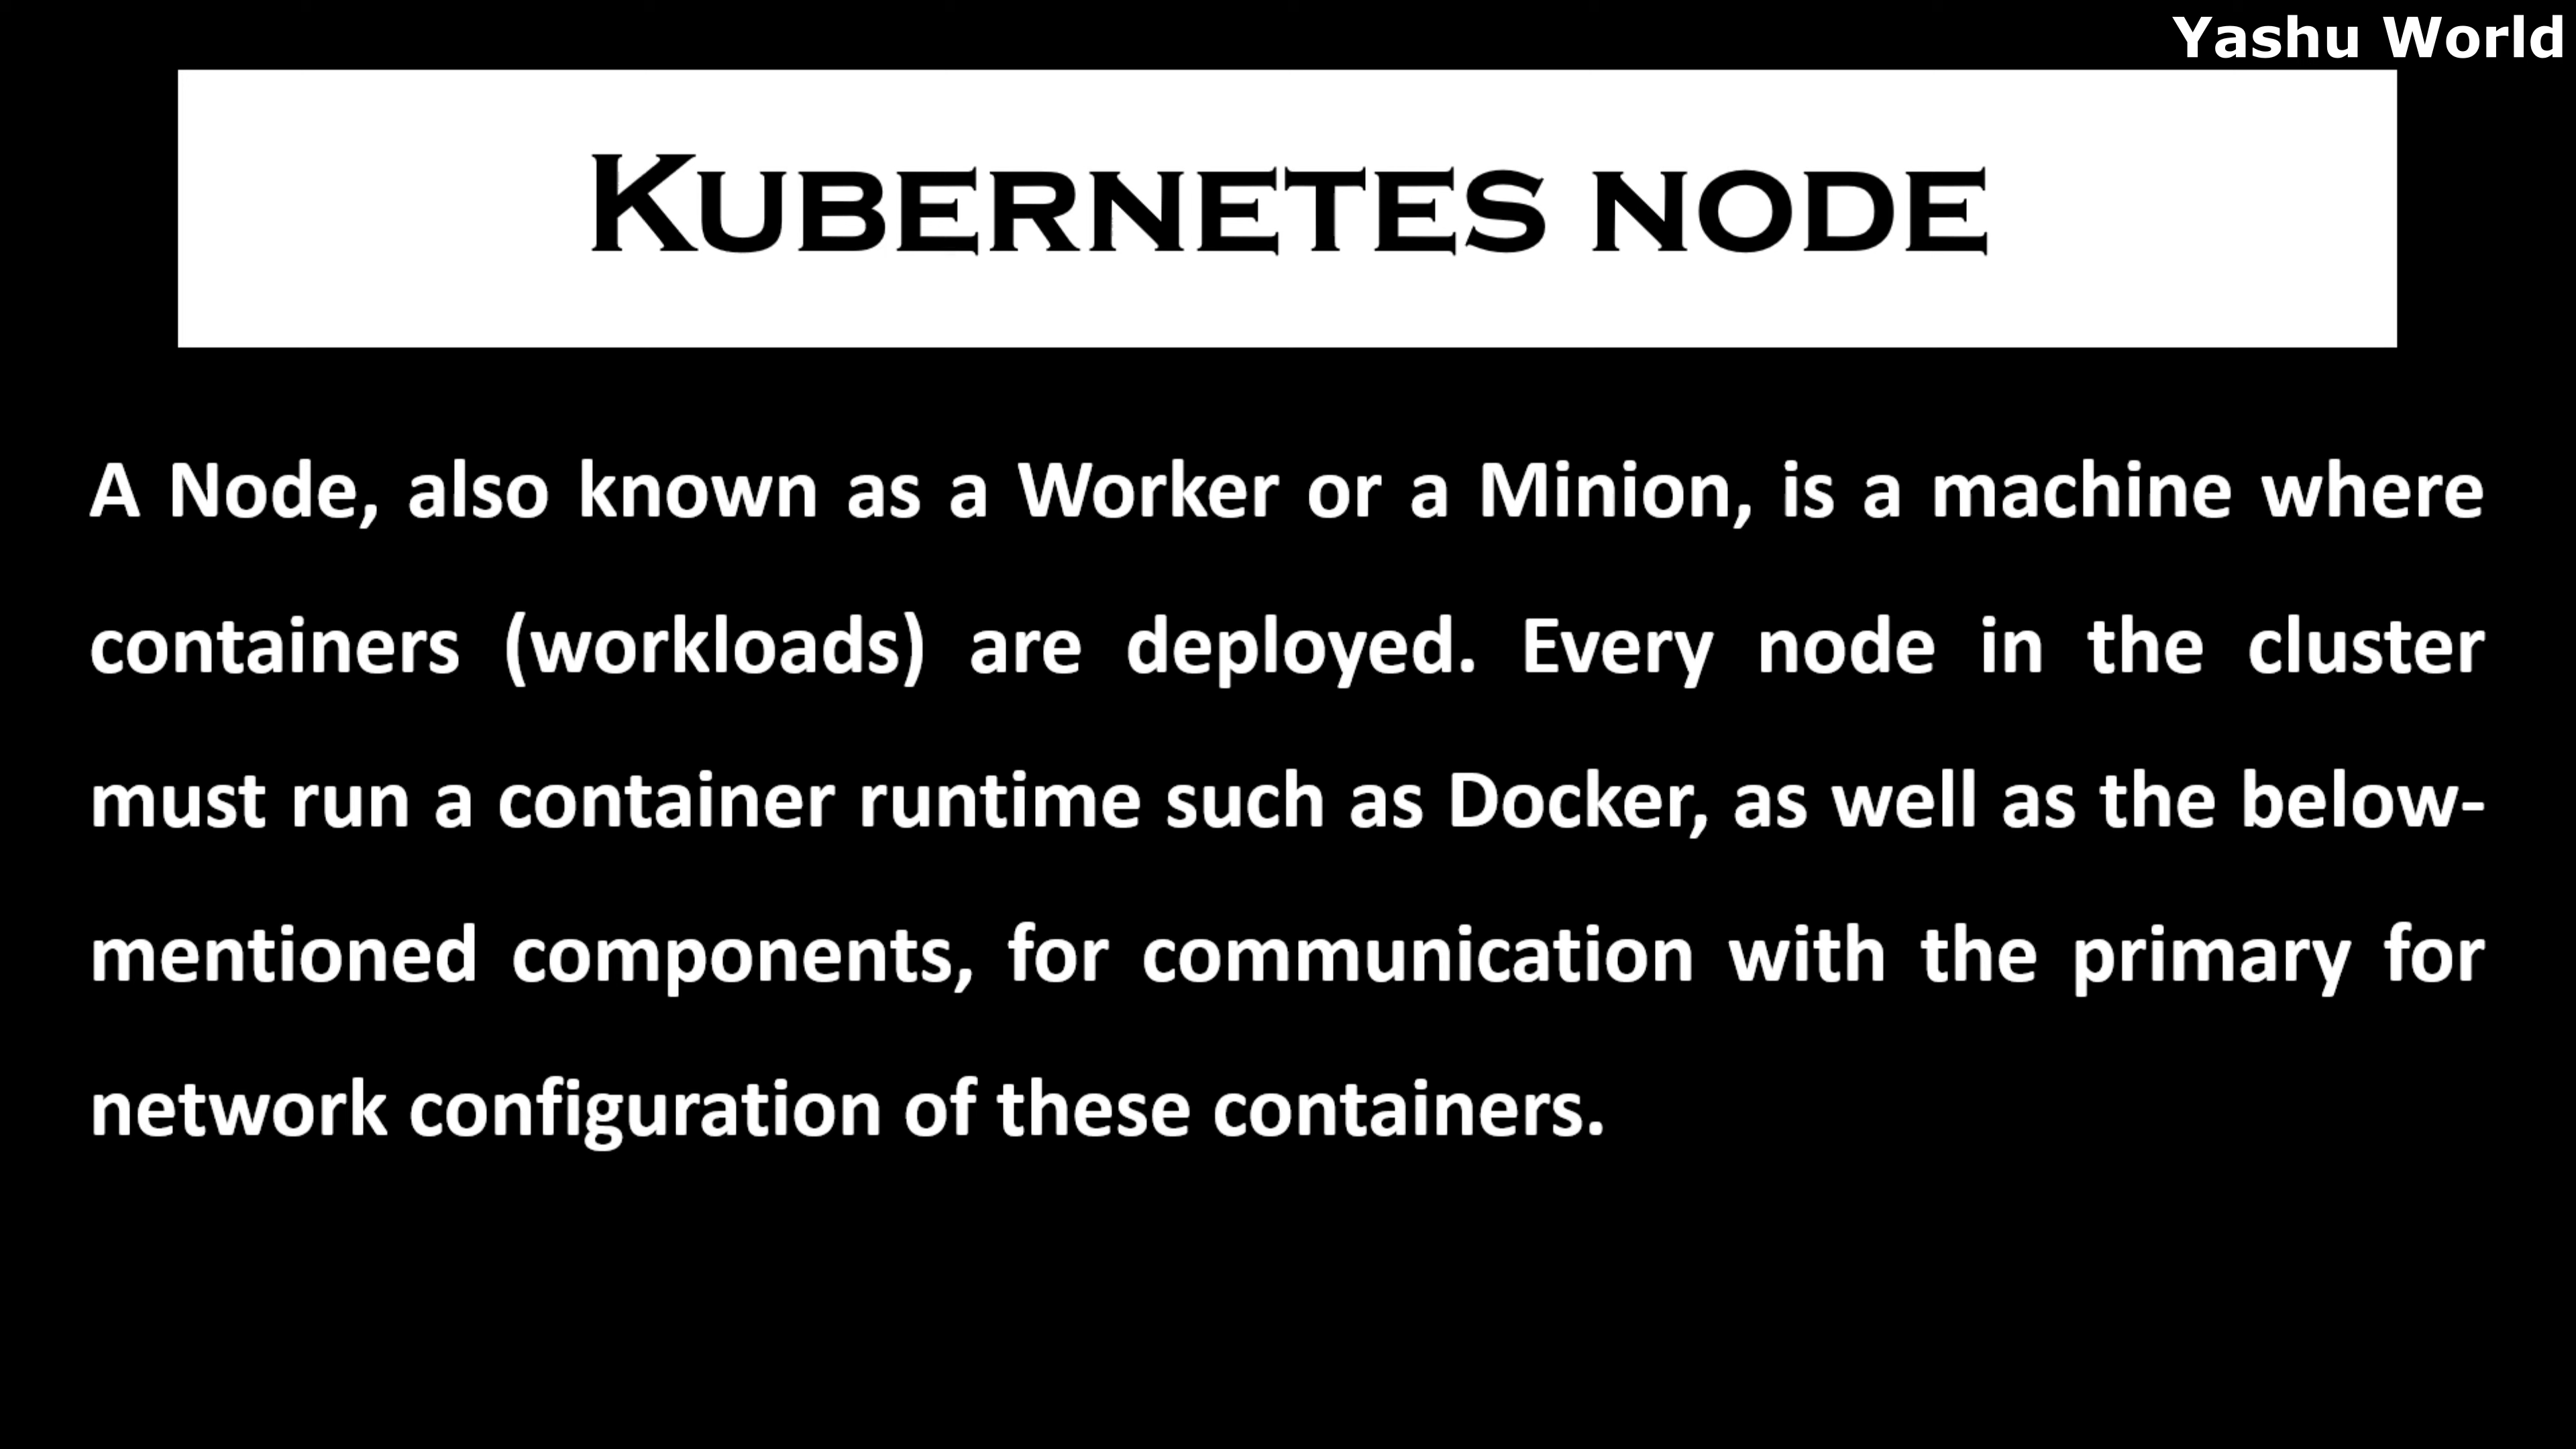 Yashu World
KUBERNETES NODE
A Node, also known as a Worker or a Minion, is a machine where
containers (workloads) are deployed. Every node in the cluster
must run a container runtime such as Docker, as well as the below-
mentioned components, for communication with the primary for
network configuration of these containers.